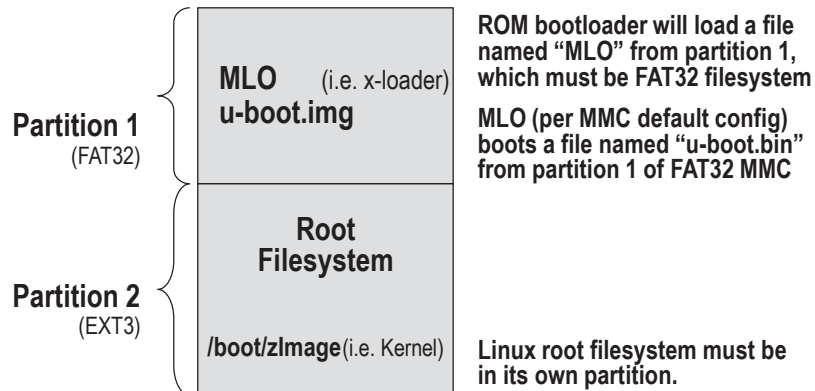 Partition 1
(FAT32)
MLO (i.e. x-loader)
u-boot.img
ROM bootloader will load a file
named “MLO” from partition 1,
which must be FAT32 filesystem
MLO (per MMC default config)
boots a file named “u-boot.bin”
from partition 1 of FAT32 MMC
Partition 2
(EXT3)
Root
Filesystem
/boot/zImage(i.e. Kernel)
Linux root filesystem must be
in its own partition.